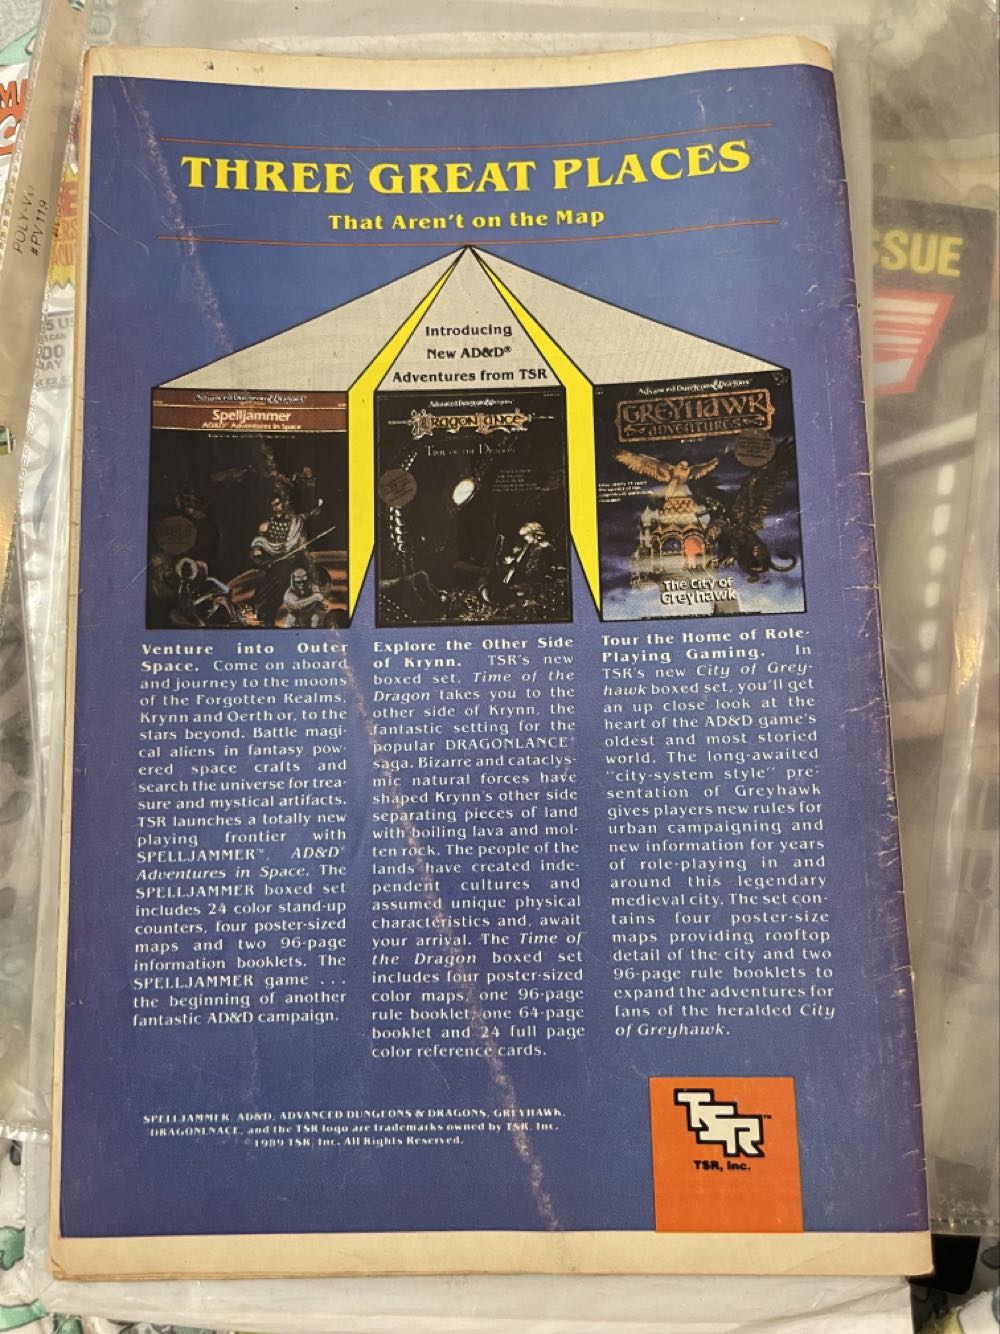 THREE GREAT PLACES
That Aren't on the Map
Introducing
New AD&D®
Adventures from TSR
Advanced Dungeons & Dragons
Spelljammer
AD&D Adventures in Space
Advanced Dungeons & Dragons
DragonLance
Time of the Dragon
Advanced Dungeons & Dragons
GREYHAWK
ADVENTURES
The City of
Greyhawk
Venture into Outer
Space. Come on aboard
and journey to the moons
of the Forgotten Realms,
Krynn and Oerth or, to the
stars beyond. Battle magi-
cal aliens in fantasy pow-
ered space crafts and
search the universe for trea-
sure and mystical artifacts.
TSR launches a totally new
playing frontier with
SPELLJAMMER™, AD&D®
Adventures in Space. The
SPELLJAMMER boxed set
includes 24 color stand-up
counters, four poster-sized
maps and two 96-page
information booklets. The
SPELLJAMMER game . . .
the beginning of another
fantastic AD&D campaign.
Explore the Other Side
of Krynn. TSR's new
boxed set, Time of the
Dragon takes you to the
other side of Krynn, the
fantastic setting for the
popular DRAGONLANCE®
saga. Bizarre and cataclys-
mic natural forces have
shaped Krynn's other side
separating pieces of land
with boiling lava and mol-
ten rock. The people of the
lands have created inde-
pendent cultures and
assumed unique physical
characteristics and, await
your arrival. The Time of
the Dragon boxed set
includes four poster-sized
color maps, one 96-page
rule booklet, one 64-page
booklet and 24 full page
color reference cards.
Tour the Home of Role-
Playing Gaming. In
TSR's new City of Grey-
hawk boxed set, you'll get
an up close look at the
heart of the AD&D game's
oldest and most storied
world. The long-awaited
"city-system style" pre-
sentation of Greyhawk
gives players new rules for
urban campaigning and
new information for years
of role-playing in and
around this legendary
medieval city. The set con-
tains four poster-size
maps providing rooftop
detail of the city and two
96-page rule booklets to
expand the adventures for
fans of the heralded City
of Greyhawk.
SPELLJAMMER, AD&D, ADVANCED DUNGEONS & DRAGONS, GREYHAWK,
DRAGONLNACE, and the TSR logo are trademarks owned by TSR, Inc.
1989 TSR, Inc. All Rights Reserved.
TSR™
TSR, Inc.
POLY-V
#PV119
SSUE